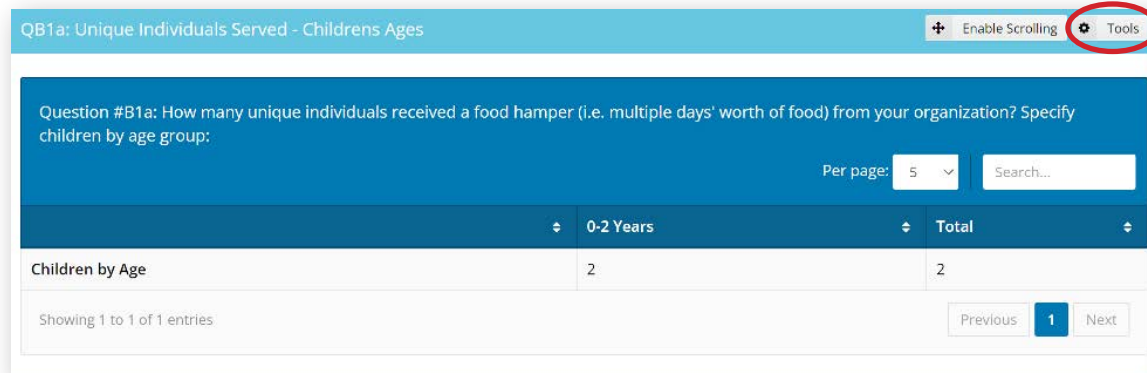 QB1a: Unique Individuals Served - Childrens Ages
Enable Scrolling
Tools
Question #B1a: How many unique individuals received a food hamper (i.e. multiple days' worth of food) from your organization? Specify
children by age group:
Per page: 5 Search...
0-2 Years Total
Children by Age 2 2
Showing 1 to 1 of 1 entries
Previous 1 Next